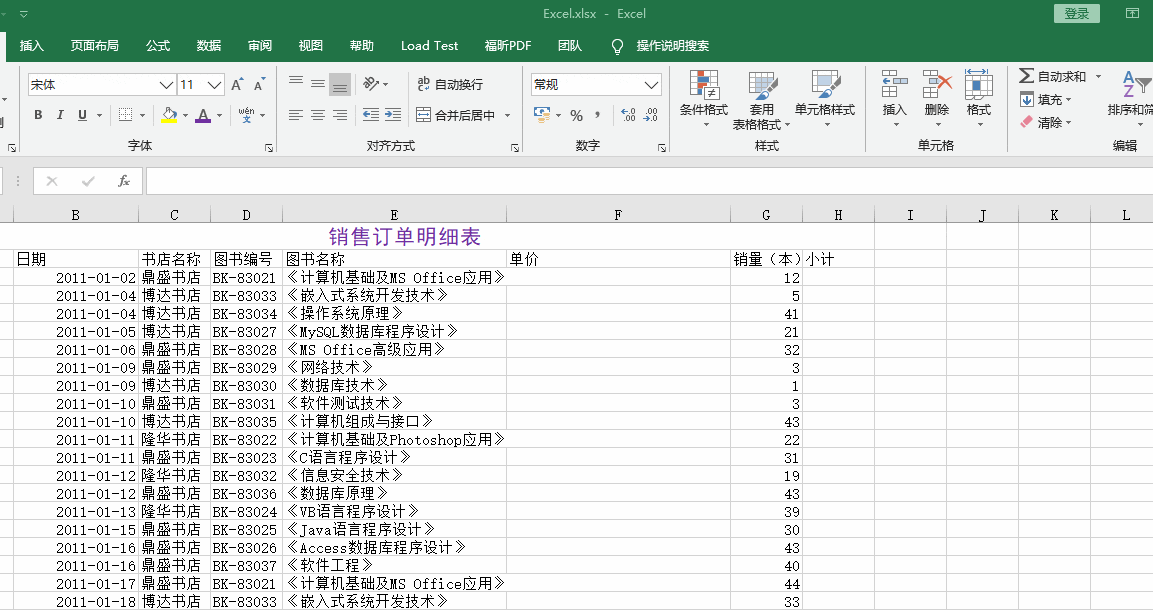 Excel.xlsx - Excel 登录
插入 页面布局 公式 数据 审阅 视图 帮助 Load Test 福昕PDF 团队 操作说明搜索
宋体 11 A A 自动换行 常规 条件格式 套用表格格式 单元格样式 插入 删除 格式 自动求和
B I U A wén 文 合并后居中 % , 填充 清除 排序和筛
字体 对齐方式 数字 样式 单元格 编辑
fx
B C D E F G H I J K L
销售订单明细表
日期 书店名称 图书编号 图书名称 单价 销量（本） 小计
2011-01-02 鼎盛书店 BK-83021 《计算机基础及MS Office应用》 12
2011-01-04 博达书店 BK-83033 《嵌入式系统开发技术》 5
2011-01-04 博达书店 BK-83034 《操作系统原理》 41
2011-01-05 博达书店 BK-83027 《MySQL数据库程序设计》 21
2011-01-06 鼎盛书店 BK-83028 《MS Office高级应用》 32
2011-01-09 鼎盛书店 BK-83029 《网络技术》 3
2011-01-09 博达书店 BK-83030 《数据库技术》 1
2011-01-10 鼎盛书店 BK-83031 《软件测试技术》 3
2011-01-10 博达书店 BK-83035 《计算机组成与接口》 43
2011-01-11 隆华书店 BK-83022 《计算机基础及Photoshop应用》 22
2011-01-11 鼎盛书店 BK-83023 《C语言程序设计》 31
2011-01-12 隆华书店 BK-83032 《信息安全技术》 19
2011-01-12 鼎盛书店 BK-83036 《数据库原理》 43
2011-01-13 隆华书店 BK-83024 《VB语言程序设计》 39
2011-01-15 鼎盛书店 BK-83025 《Java语言程序设计》 30
2011-01-16 鼎盛书店 BK-83026 《Access数据库程序设计》 43
2011-01-16 鼎盛书店 BK-83037 《软件工程》 40
2011-01-17 鼎盛书店 BK-83021 《计算机基础及MS Office应用》 44
2011-01-18 博达书店 BK-83033 《嵌入式系统开发技术》 33